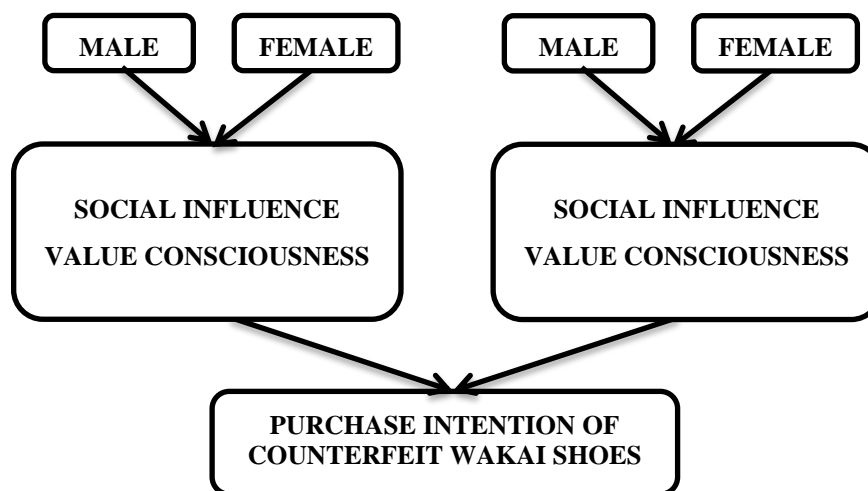 MALE
FEMALE
MALE
FEMALE
SOCIAL INFLUENCE
VALUE CONSCIOUSNESS
SOCIAL INFLUENCE
VALUE CONSCIOUSNESS
PURCHASE INTENTION OF
COUNTERFEIT WAKAI SHOES